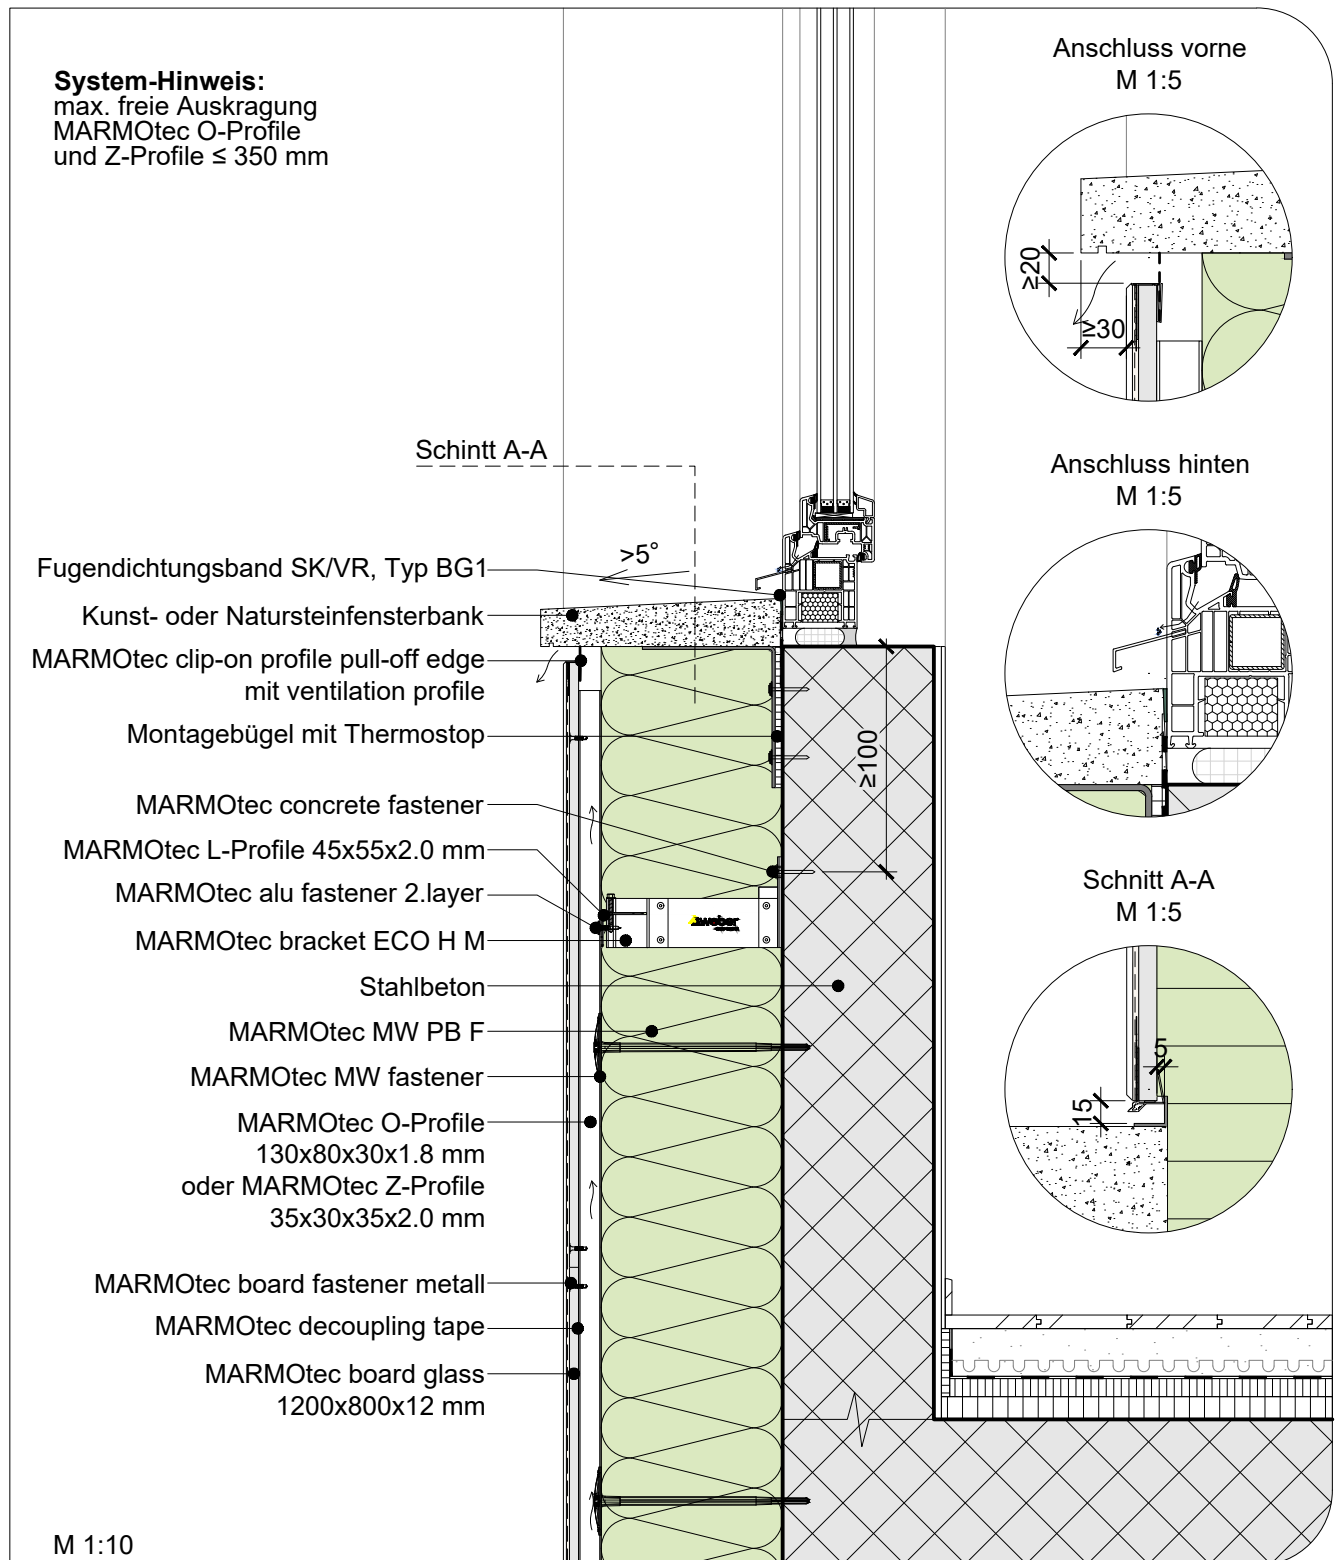 System-Hinweis:
max. freie Auskragung
MARMOtec O-Profile
und Z-Profile ≤ 350 mm
Schintt A-A
>5°
Fugendichtungsband SK/VR, Typ BG1
Kunst- oder Natursteinfensterbank
MARMOtec clip-on profile pull-off edge
mit ventilation profile
Montagebügel mit Thermostop
MARMOtec concrete fastener
MARMOtec L-Profile 45x55x2.0 mm
MARMOtec alu fastener 2.layer
MARMOtec bracket ECO H M
Stahlbeton
MARMOtec MW PB F
MARMOtec MW fastener
MARMOtec O-Profile
130x80x30x1.8 mm
oder MARMOtec Z-Profile
35x30x35x2.0 mm
MARMOtec board fastener metall
MARMOtec decoupling tape
MARMOtec board glass
1200x800x12 mm
M 1:10
≥100
weber
Anschluss vorne
M 1:5
≥20
≥30
Anschluss hinten
M 1:5
Schnitt A-A
M 1:5
5
15